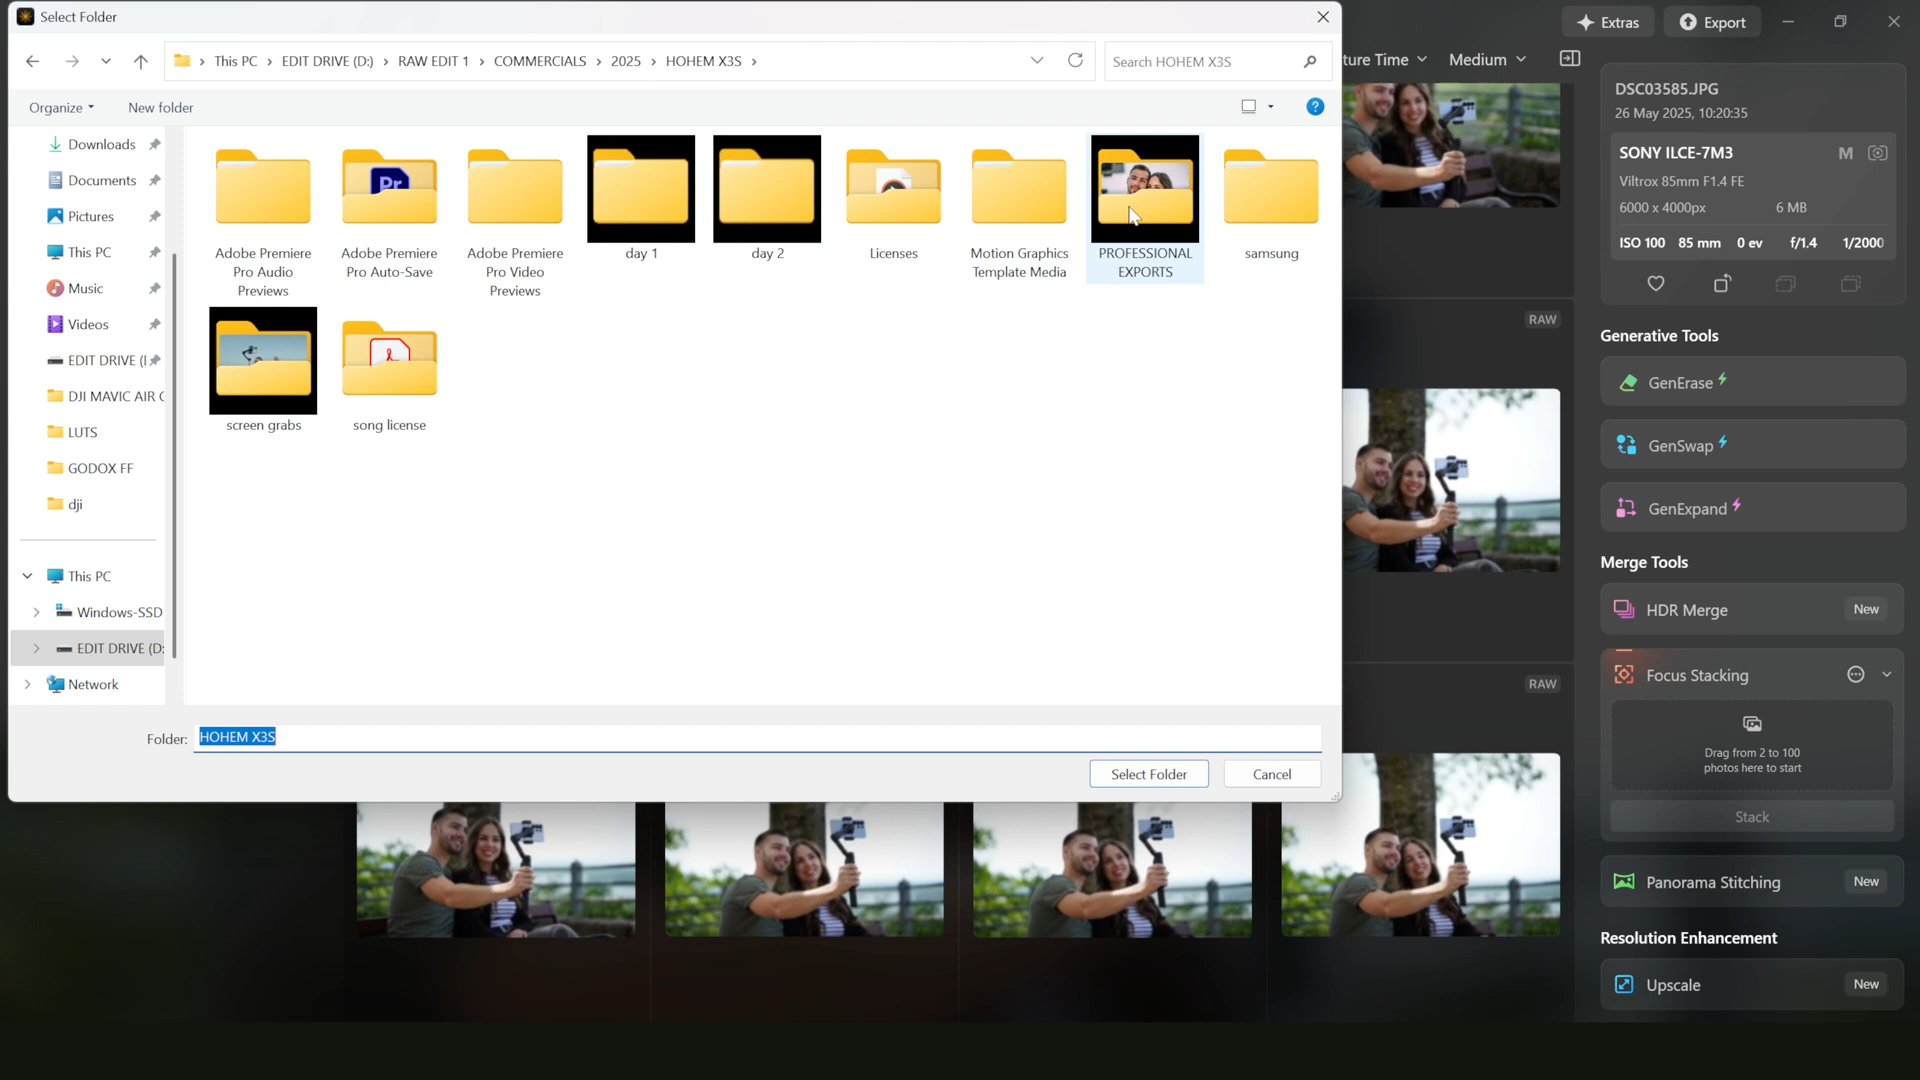 Select Folder
This PC > EDIT DRIVE (D:) > RAW EDIT 1 > COMMERCIALS > 2025 > HOHEM X3S >
Search HOHEM X3S
Organize
New folder
Downloads
Documents
Pictures
This PC
Music
Videos
EDIT DRIVE (
DJI MAVIC AIR
LUTS
GODOX FF
dji
This PC
Windows-SSD
EDIT DRIVE (D:
Network
Adobe Premiere
Pro Audio
Previews
Adobe Premiere
Pro Auto-Save
Adobe Premiere
Pro Video
Previews
day 1
day 2
Licenses
Motion Graphics
Template Media
PROFESSIONAL
EXPORTS
samsung
screen grabs
song license
Pr
Folder: HOHEM X3S
Select Folder
Cancel
Extras
Export
ture Time
Medium
RAW
RAW
DSC03585.JPG
26 May 2025, 10:20:35
SONY ILCE-7M3
M
Viltrox 85mm F1.4 FE
6000 x 4000px 6 MB
ISO 100 85 mm 0 ev f/1.4 1/2000
Generative Tools
GenErase
GenSwap
GenExpand
Merge Tools
HDR Merge New
Focus Stacking
Drag from 2 to 100
photos here to start
Stack
Panorama Stitching New
Resolution Enhancement
Upscale New